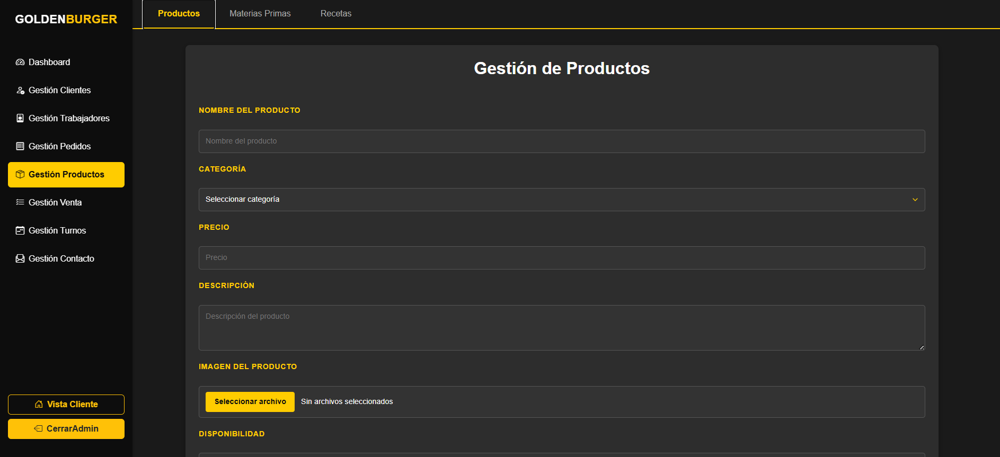 GOLDENBURGER
Dashboard
Gestión Clientes
Gestión Trabajadores
Gestión Pedidos
Gestión Productos
Gestión Venta
Gestión Turnos
Gestión Contacto
Vista Cliente
CerrarAdmin
Productos
Materias Primas
Recetas
Gestión de Productos
NOMBRE DEL PRODUCTO
Nombre del producto
CATEGORÍA
Seleccionar categoría
PRECIO
Precio
DESCRIPCIÓN
Descripción del producto
IMAGEN DEL PRODUCTO
Seleccionar archivo Sin archivos seleccionados
DISPONIBILIDAD